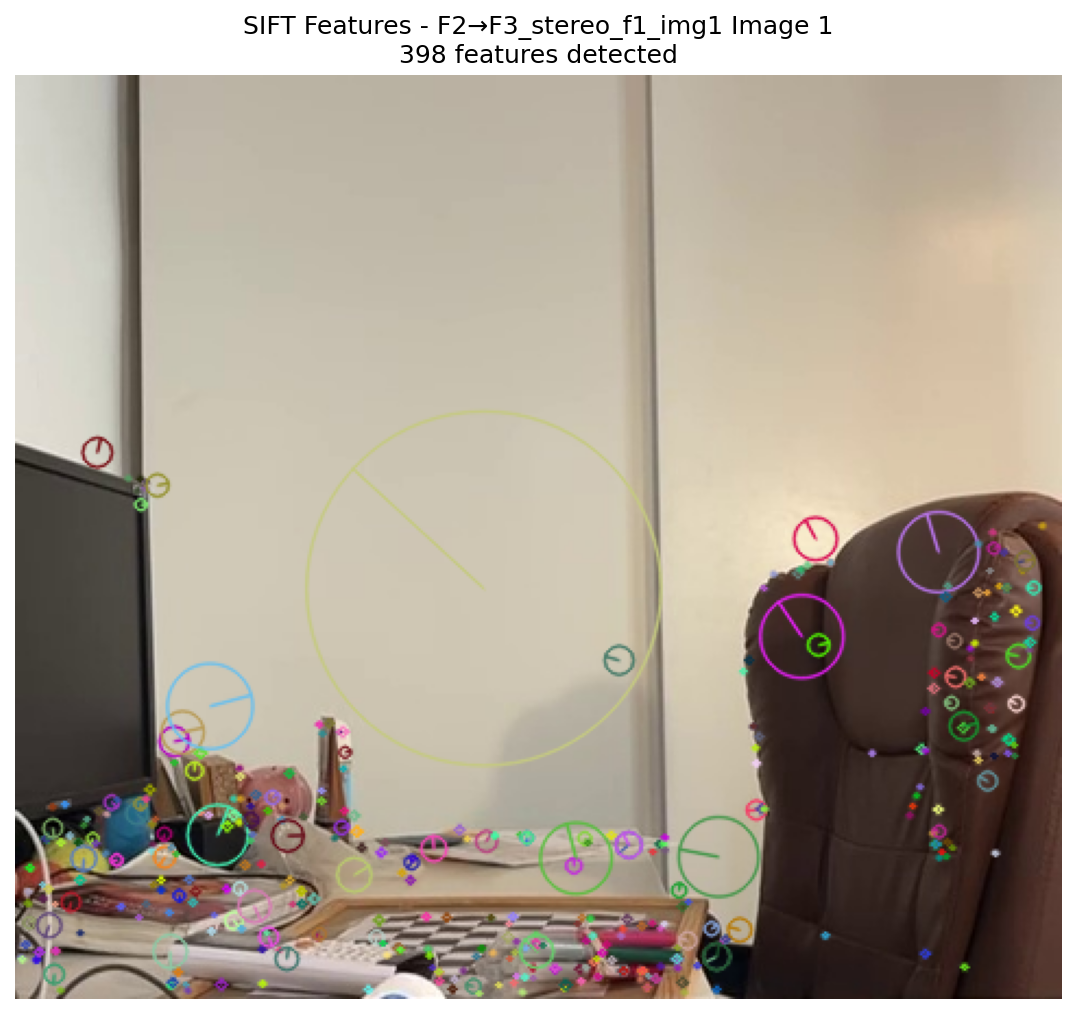 SIFT Features - F2→F3_stereo_f1_img1 Image 1
398 features detected